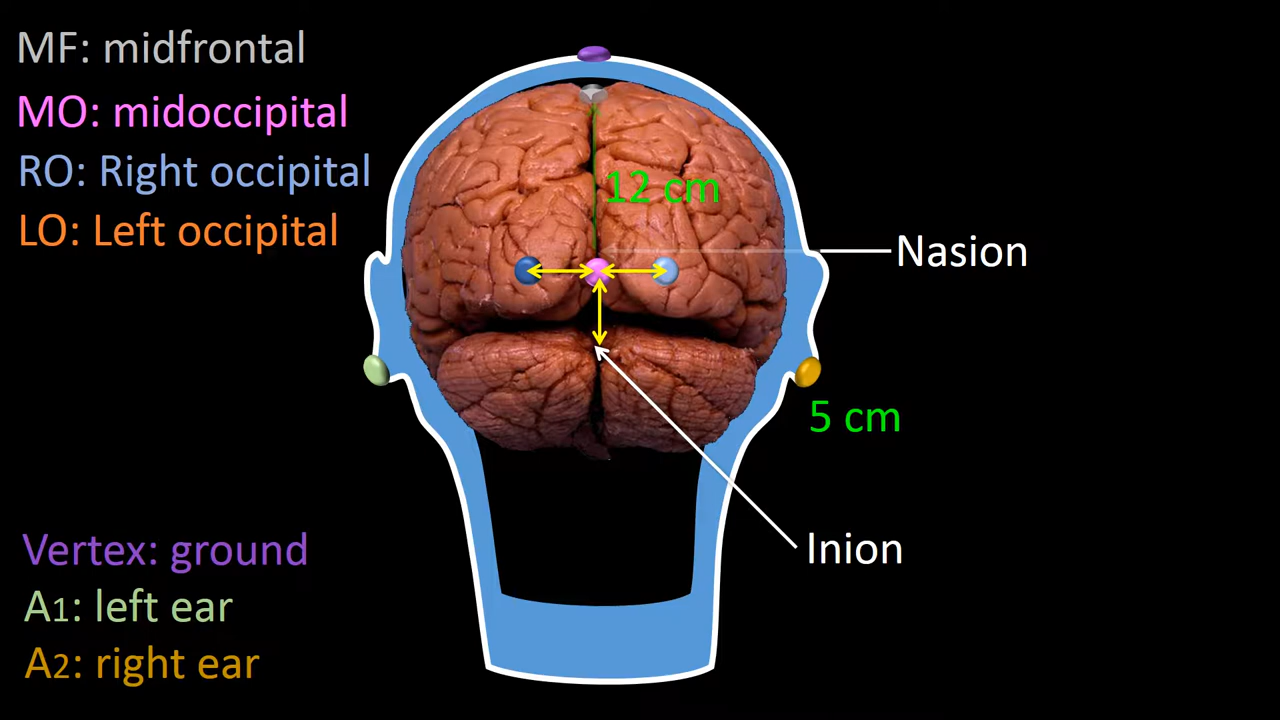 MF: midfrontal
MO: midoccipital
RO: Right occipital
LO: Left occipital
12 cm
Nasion
5 cm
Inion
Vertex: ground
A1: left ear
A2: right ear